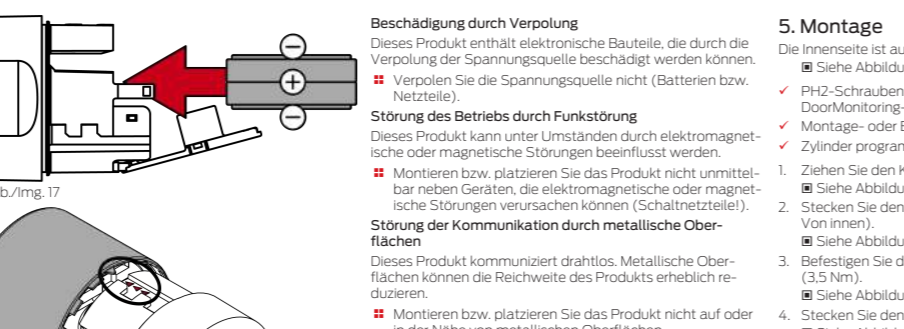 b./Img. 17
Beschädigung durch Verpolung
Dieses Produkt enthält elektronische Bauteile, die durch die
Verpolung der Spannungsquelle beschädigt werden können.
Verpolen Sie die Spannungsquelle nicht (Batterien bzw.
Netzteile).
Störung des Betriebs durch Funkstörung
Dieses Produkt kann unter Umständen durch elektromagnet-
ische oder magnetische Störungen beeinflusst werden.
Montieren bzw. platzieren Sie das Produkt nicht unmittel-
bar neben Geräten, die elektromagnetische oder magnet-
ische Störungen verursachen können (Schaltnetzteile!).
Störung der Kommunikation durch metallische Ober-
flächen
Dieses Produkt kommuniziert drahtlos. Metallische Ober-
flächen können die Reichweite des Produkts erheblich re-
duzieren.
Montieren bzw. platzieren Sie das Produkt nicht auf oder
in der Nähe von metallischen Oberflächen.
5. Montage
Die Innenseite ist au
Siehe Abbildu
PH2-Schrauben
DoorMonitoring-
Montage- oder B
Zylinder program
1. Ziehen Sie den K
Siehe Abbildu
2. Stecken Sie den
Von innen).
Siehe Abbildu
3. Befestigen Sie d
(3,5 Nm).
Siehe Abbildu
4. Stecken Sie den